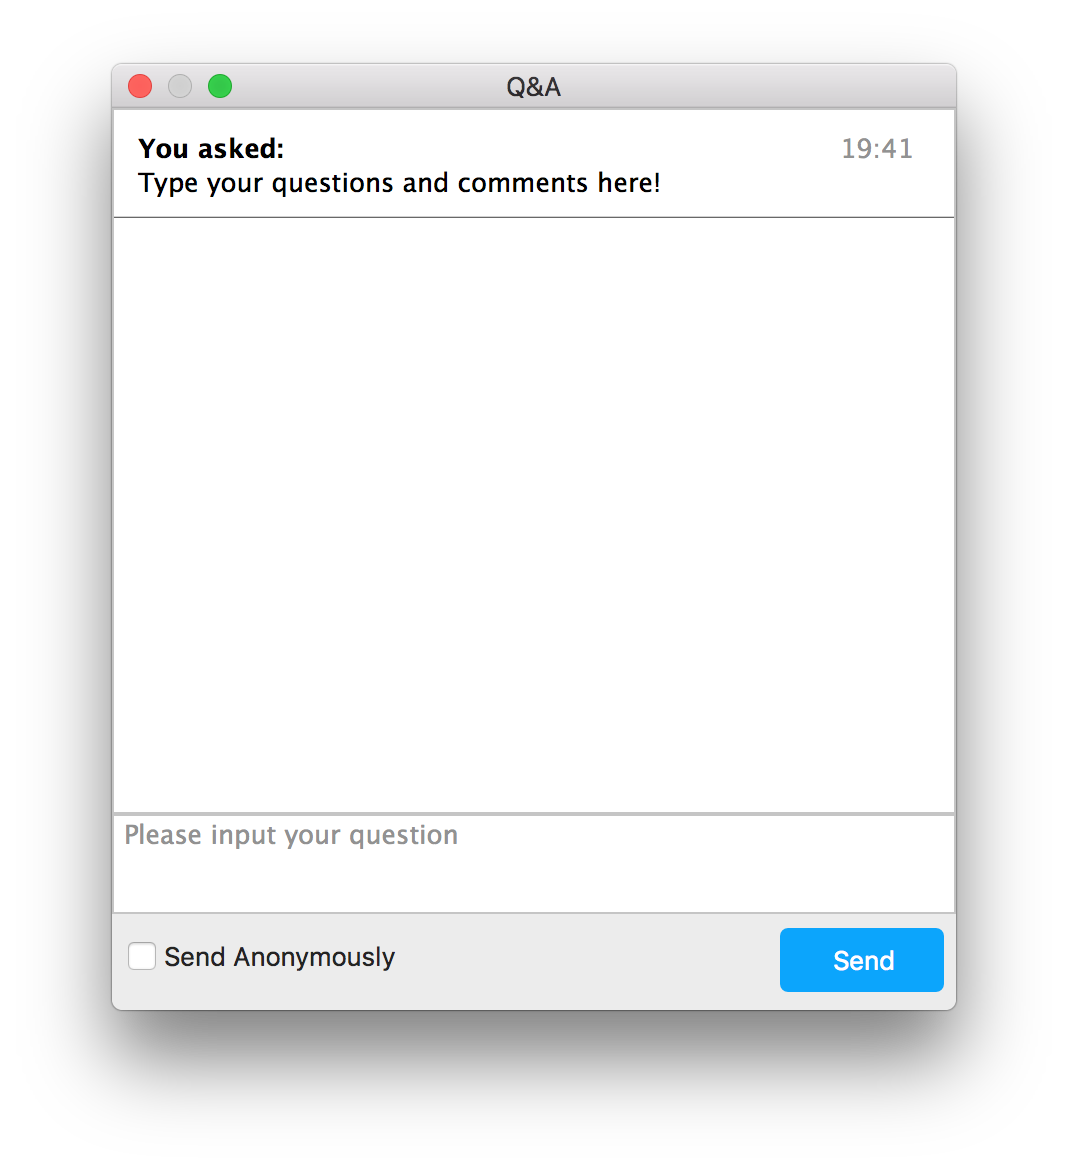 Q&A
You asked:
19:41
Type your questions and comments here!
Please input your question
Send Anonymously
Send